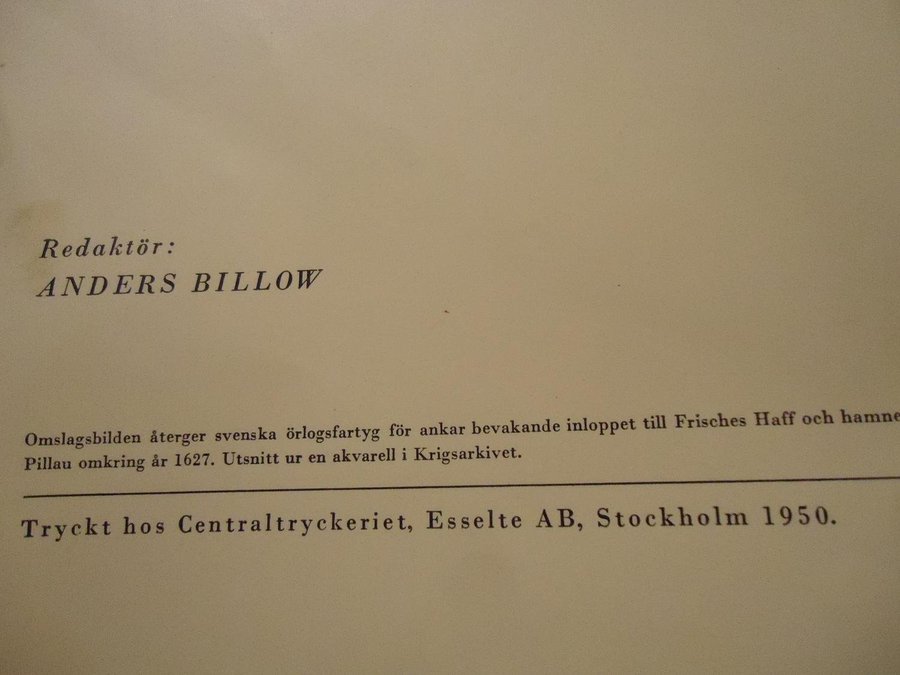 Redaktör:
ANDERS BILLOW
Omslagsbilden återger svenska örlogsfartyg för ankar bevakande inloppet till Frisches Haff och hamne
Pillau omkring år 1627. Utsnitt ur en akvarell i Krigsarkivet.
Tryckt hos Centraltryckeriet, Esselte AB, Stockholm 1950.